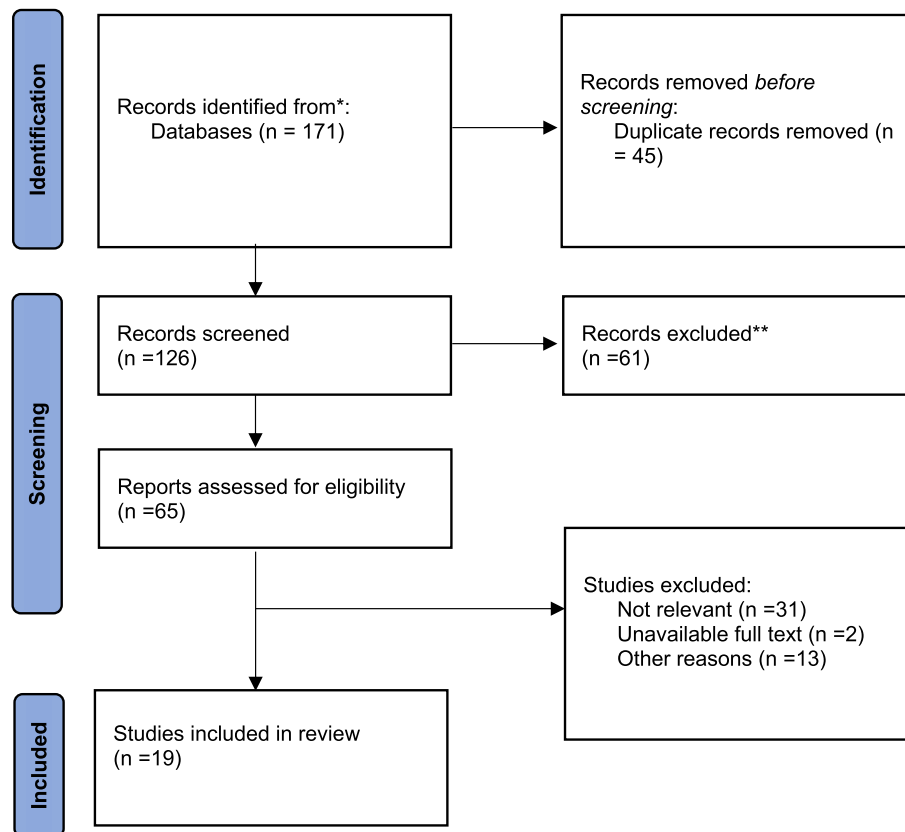 Identification
Records identified from*:
Databases (n = 171)
Records removed before
screening:
Duplicate records removed (n
= 45)
Screening
Records screened
(n =126)
Records excluded**
(n =61)
Reports assessed for eligibility
(n =65)
Studies excluded:
Not relevant (n =31)
Unavailable full text (n =2)
Other reasons (n =13)
Included
Studies included in review
(n =19)